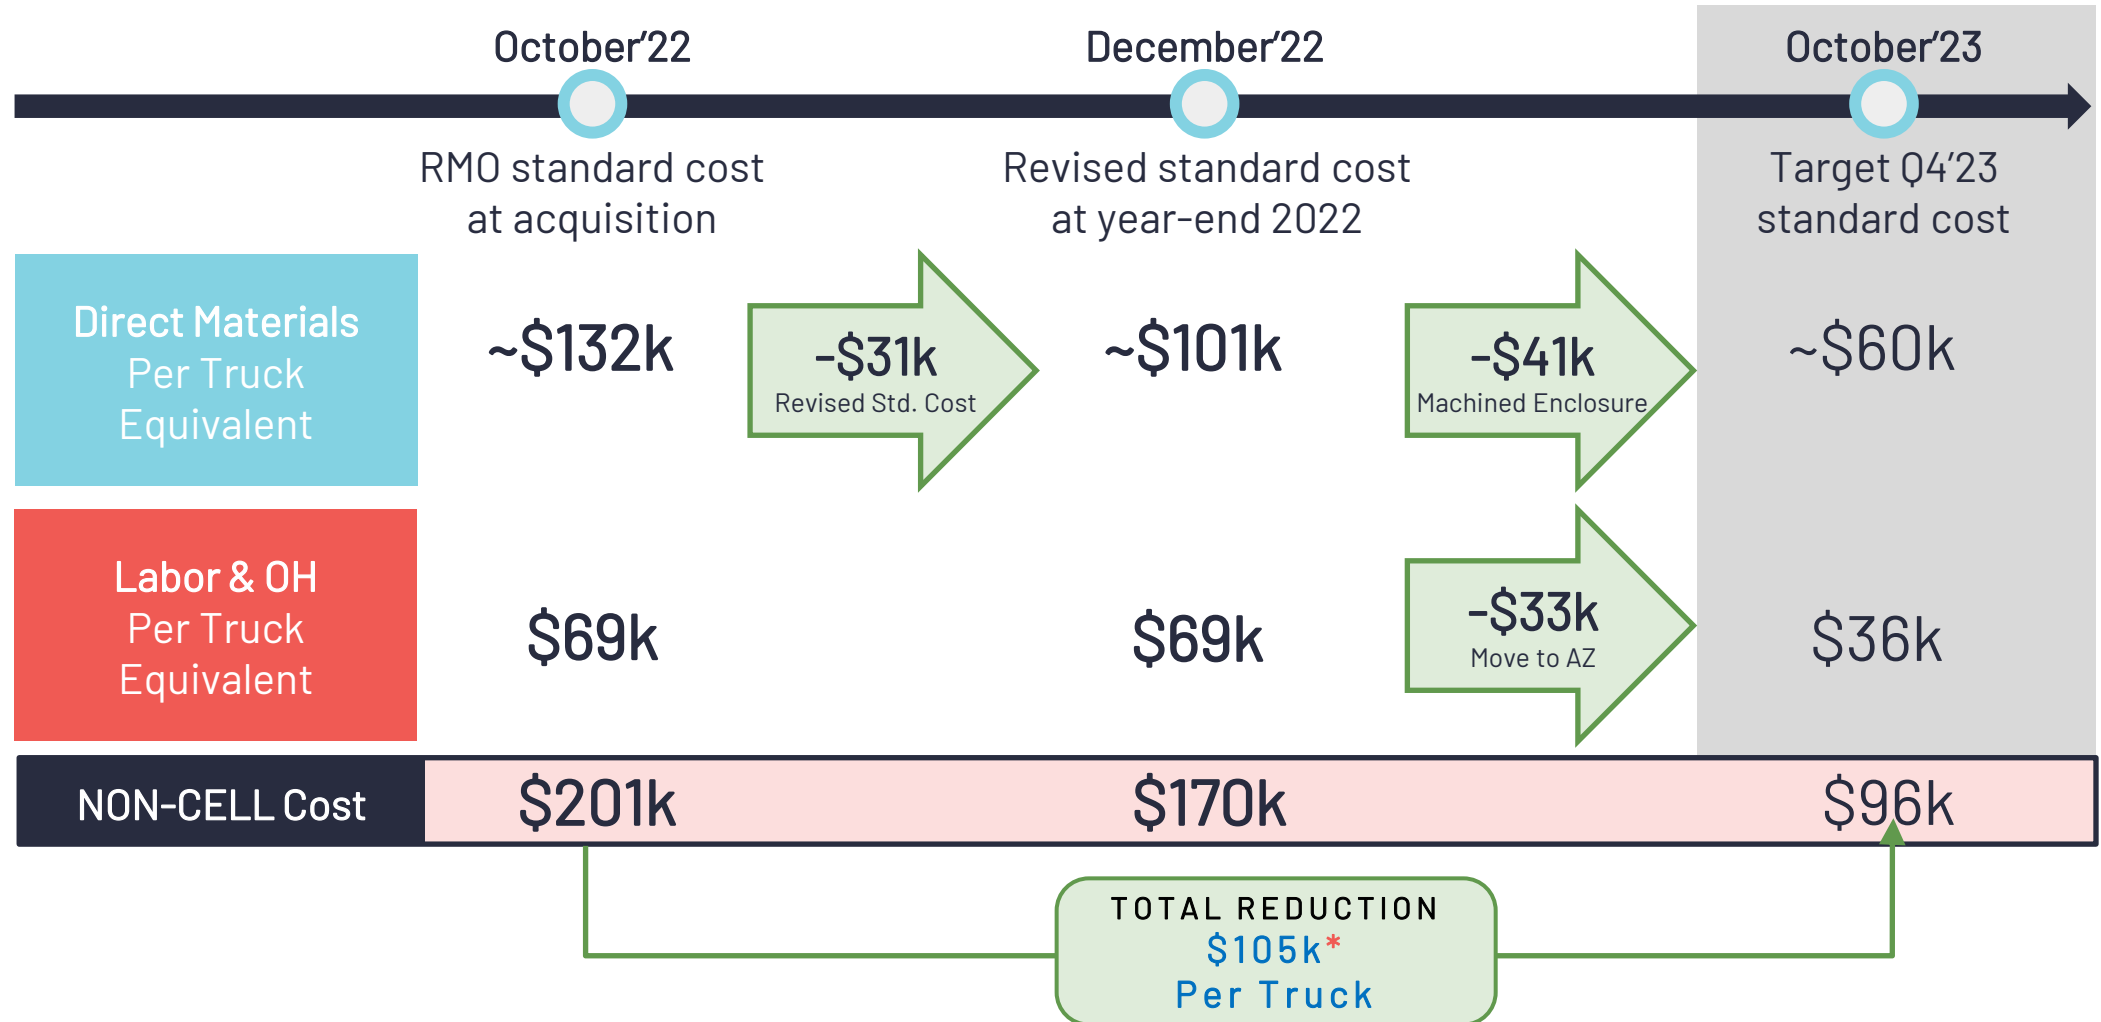 October'22
December'22
October'23
RMO standard cost
at acquisition
Revised standard cost
at year-end 2022
Target Q4'23
standard cost
Direct Materials
Per Truck
Equivalent
~$132k
-$31k
Revised Std. Cost
~$101k
-$41k
Machined Enclosure
~$60k
Labor & OH
Per Truck
Equivalent
$69k
$69k
-$33k
Move to AZ
$36k
NON-CELL Cost
$201k
$170k
$96k
TOTAL REDUCTION
$105k*
Per Truck